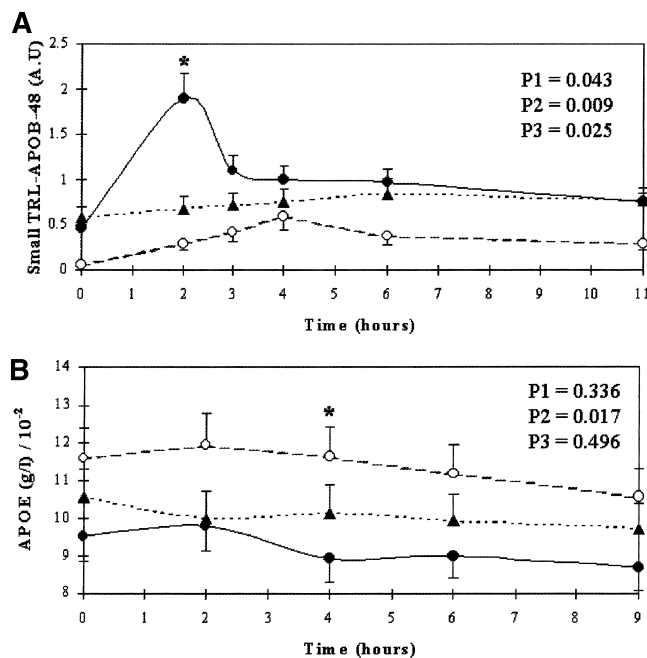 A
Small TRL-APOB-48 (A.U)
2.5
2
1.5
1
0.5
0
*
P1 = 0.043
P2 = 0.009
P3 = 0.025
0 1 2 3 4 5 6 7 8 9 10 11
Time (hours)
B
APOE (g/l) / 10⁻²
14
13
12
11
10
9
8
*
P1 = 0.336
P2 = 0.017
P3 = 0.496
0 1 2 3 4 5 6 7 8 9
Time (hours)